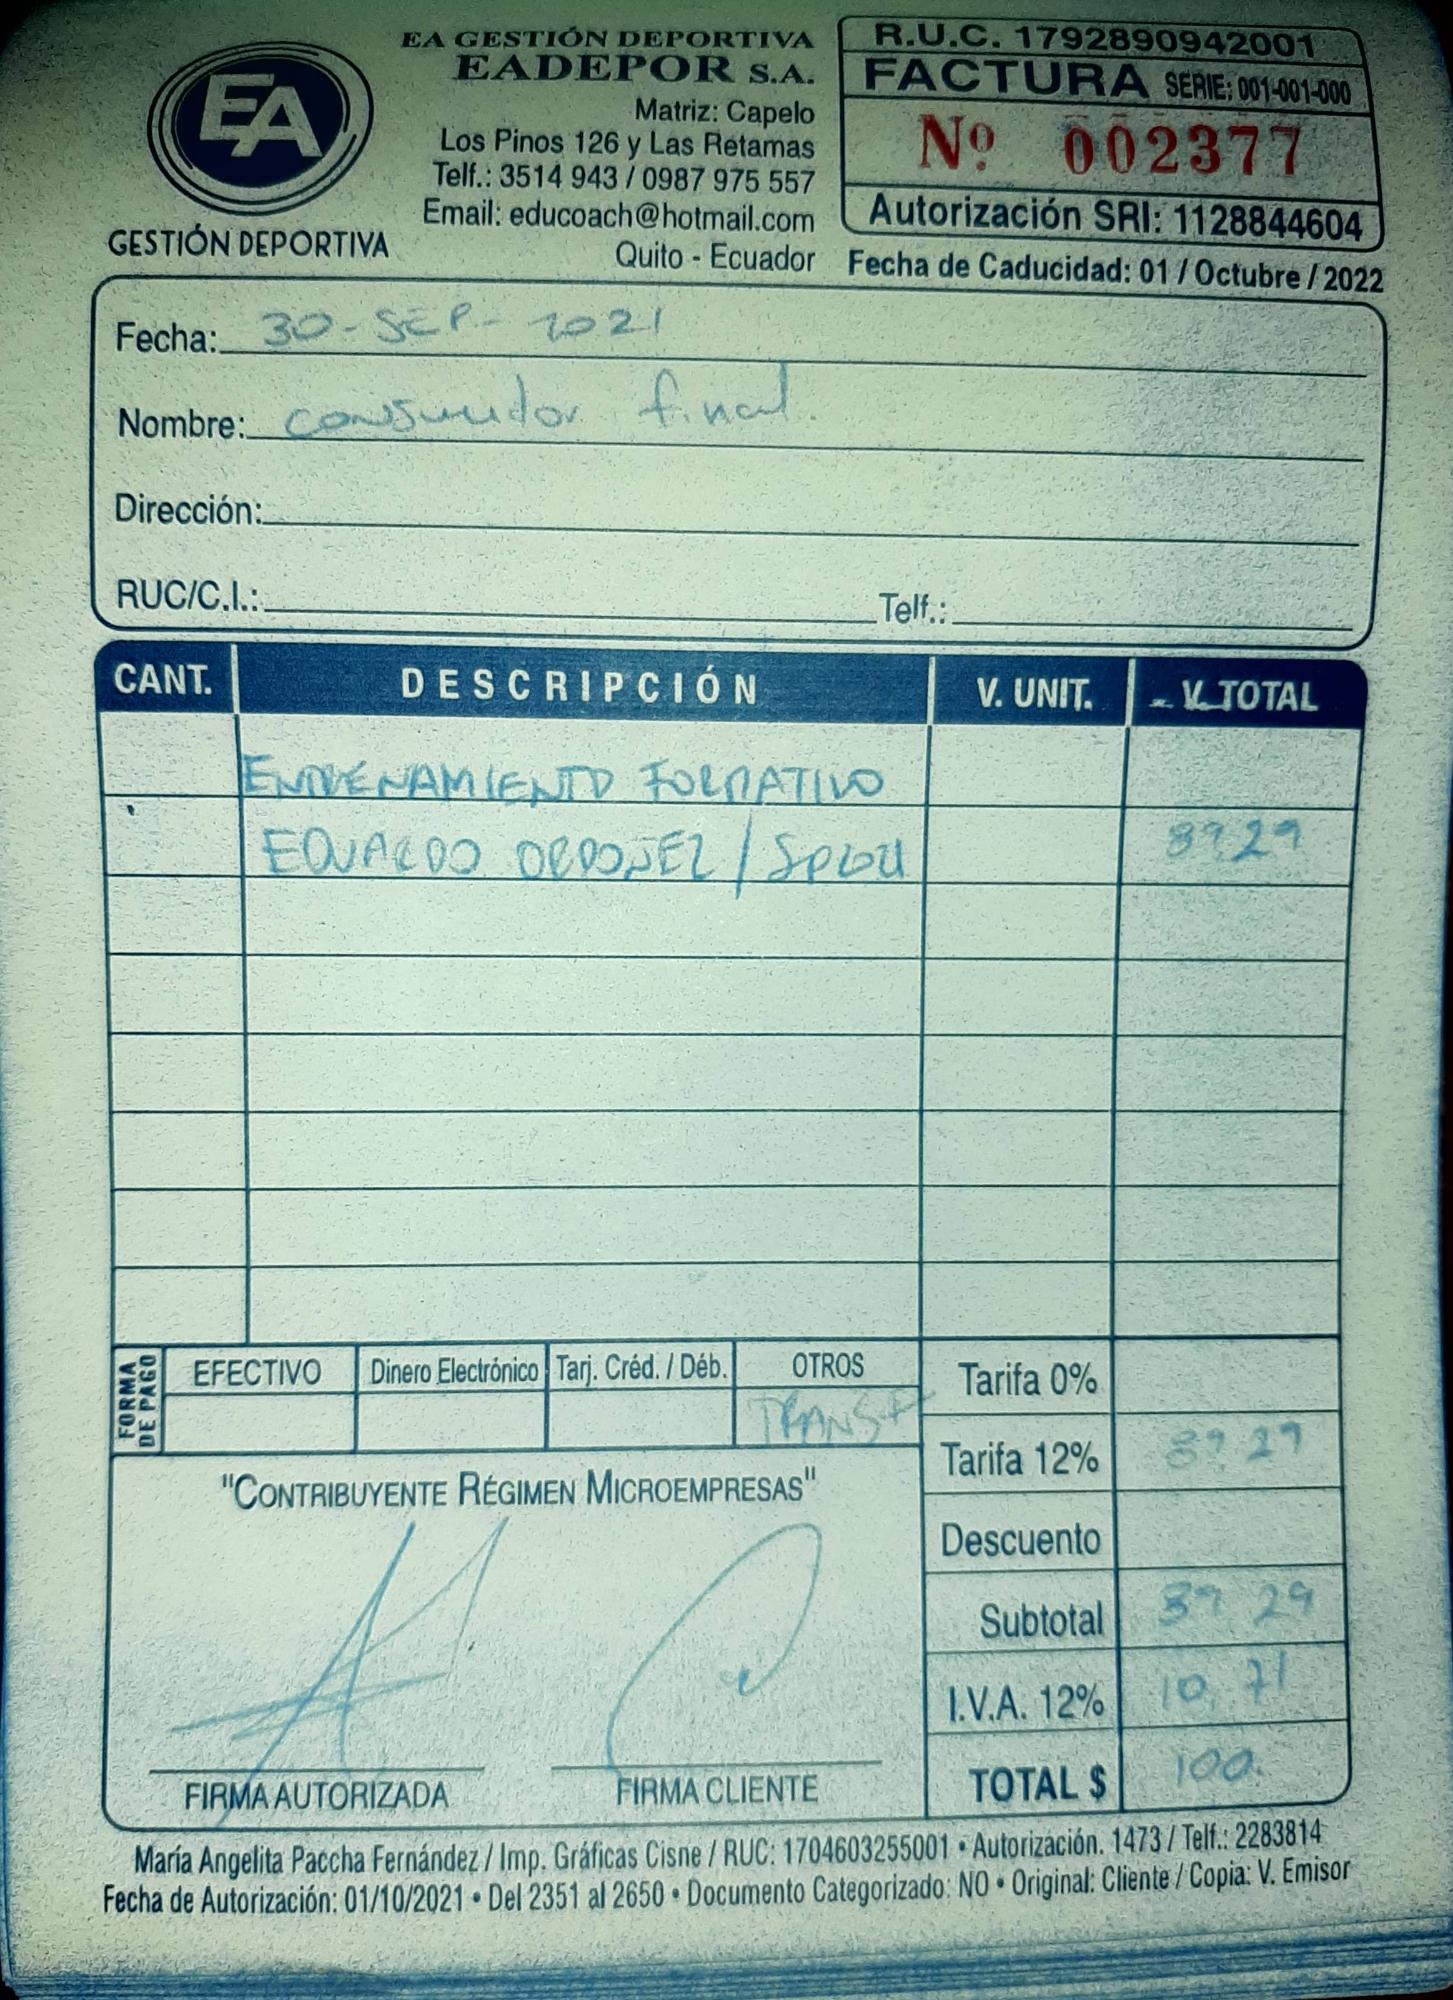 EA
GESTIÓN DEPORTIVA
EA GESTIÓN DEPORTIVA
EADEPOR S.A.
Matriz: Capelo
Los Pinos 126 y Las Retamas
Telf.: 3514 943 / 0987 975 557
Email: educoach@hotmail.com
Quito - Ecuador
R.U.C. 1792890942001
FACTURA SERIE: 001-001-000
Nº 002377
Autorización SRI: 1128844604
Fecha de Caducidad: 01 / Octubre / 2022
Fecha: 30-SEP-2021
Nombre: consumidor final.
Dirección:
RUC/C.I.: Telf.:
CANT. DESCRIPCIÓN V. UNIT. V. TOTAL
ENTRENAMIENTO FORMATIVO
EDUARDO ORDOÑEZ / 89.29
FORMA DE PAGO
EFECTIVO Dinero Electrónico Tarj. Créd. / Déb. OTROS
TRANSF
Tarifa 0%
Tarifa 12% 89.29
Descuento
Subtotal 89.29
I.V.A. 12% 10,71
TOTAL $ 100.
"CONTRIBUYENTE RÉGIMEN MICROEMPRESAS"
FIRMA AUTORIZADA FIRMA CLIENTE
María Angelita Paccha Fernández / Imp. Gráficas Cisne / RUC: 1704603255001 • Autorización. 1473 / Telf.: 2283814
Fecha de Autorización: 01/10/2021 • Del 2351 al 2650 • Documento Categorizado: NO • Original: Cliente / Copia: V. Emisor